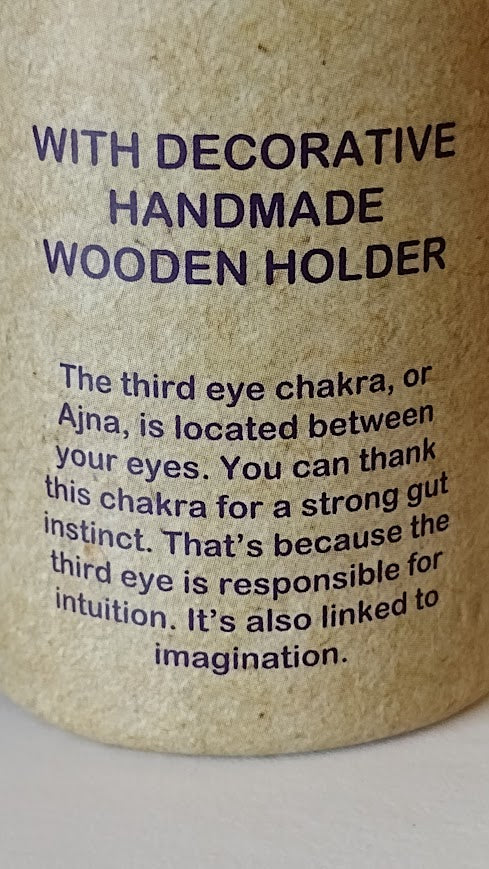 WITH DECORATIVE
HANDMADE
WOODEN HOLDER
The third eye chakra, or
Ajna, is located between
your eyes. You can thank
this chakra for a strong gut
instinct. That's because the
third eye is responsible for
intuition. It's also linked to
imagination.